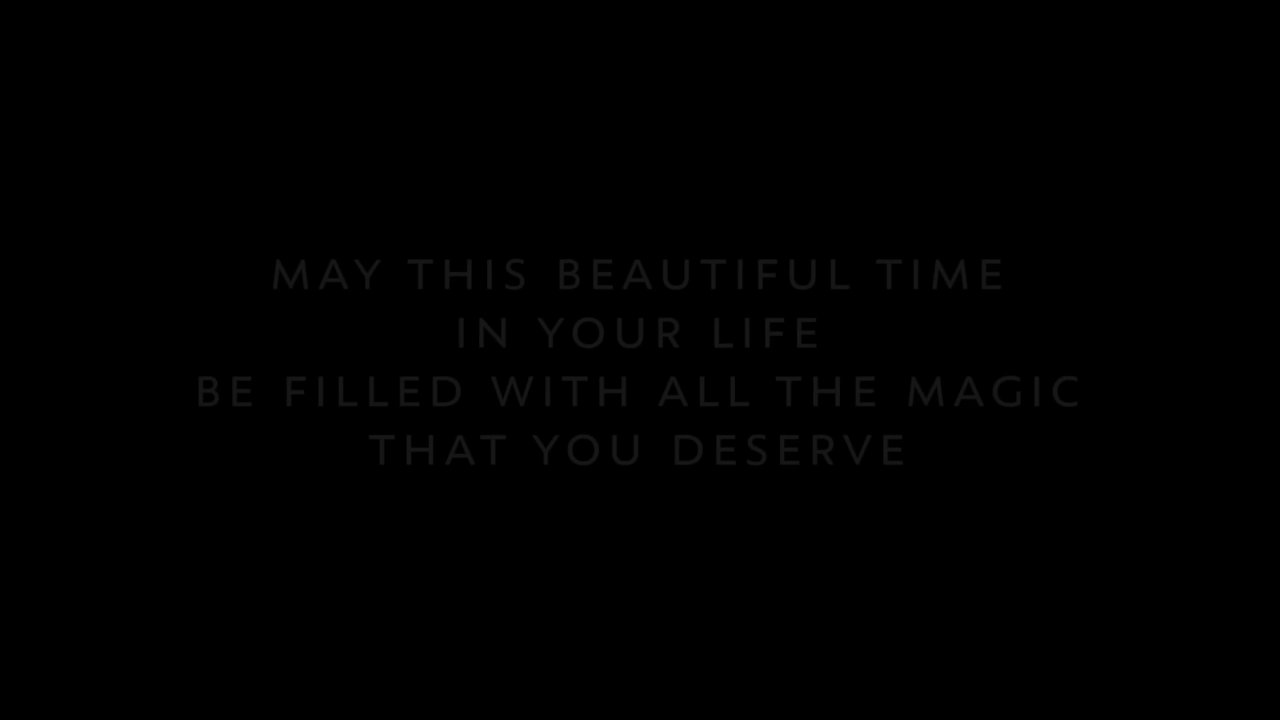 MAY THIS BEAUTIFUL TIME
IN YOUR LIFE
BE FILLED WITH ALL THE MAGIC
THAT YOU DESERVE